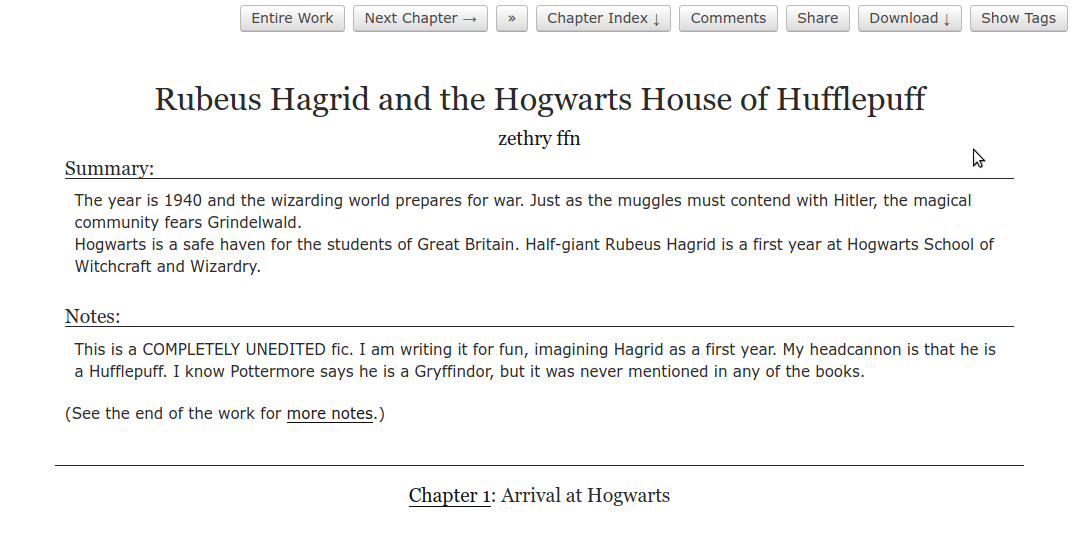 Entire Work Next Chapter → » Chapter Index ↓ Comments Share Download ↓ Show Tags
Rubeus Hagrid and the Hogwarts House of Hufflepuff
zethry ffn
Summary:
The year is 1940 and the wizarding world prepares for war. Just as the muggles must contend with Hitler, the magical
community fears Grindelwald.
Hogwarts is a safe haven for the students of Great Britain. Half-giant Rubeus Hagrid is a first year at Hogwarts School of
Witchcraft and Wizardry.
Notes:
This is a COMPLETELY UNEDITED fic. I am writing it for fun, imagining Hagrid as a first year. My headcannon is that he is
a Hufflepuff. I know Pottermore says he is a Gryffindor, but it was never mentioned in any of the books.
(See the end of the work for more notes.)
Chapter 1: Arrival at Hogwarts